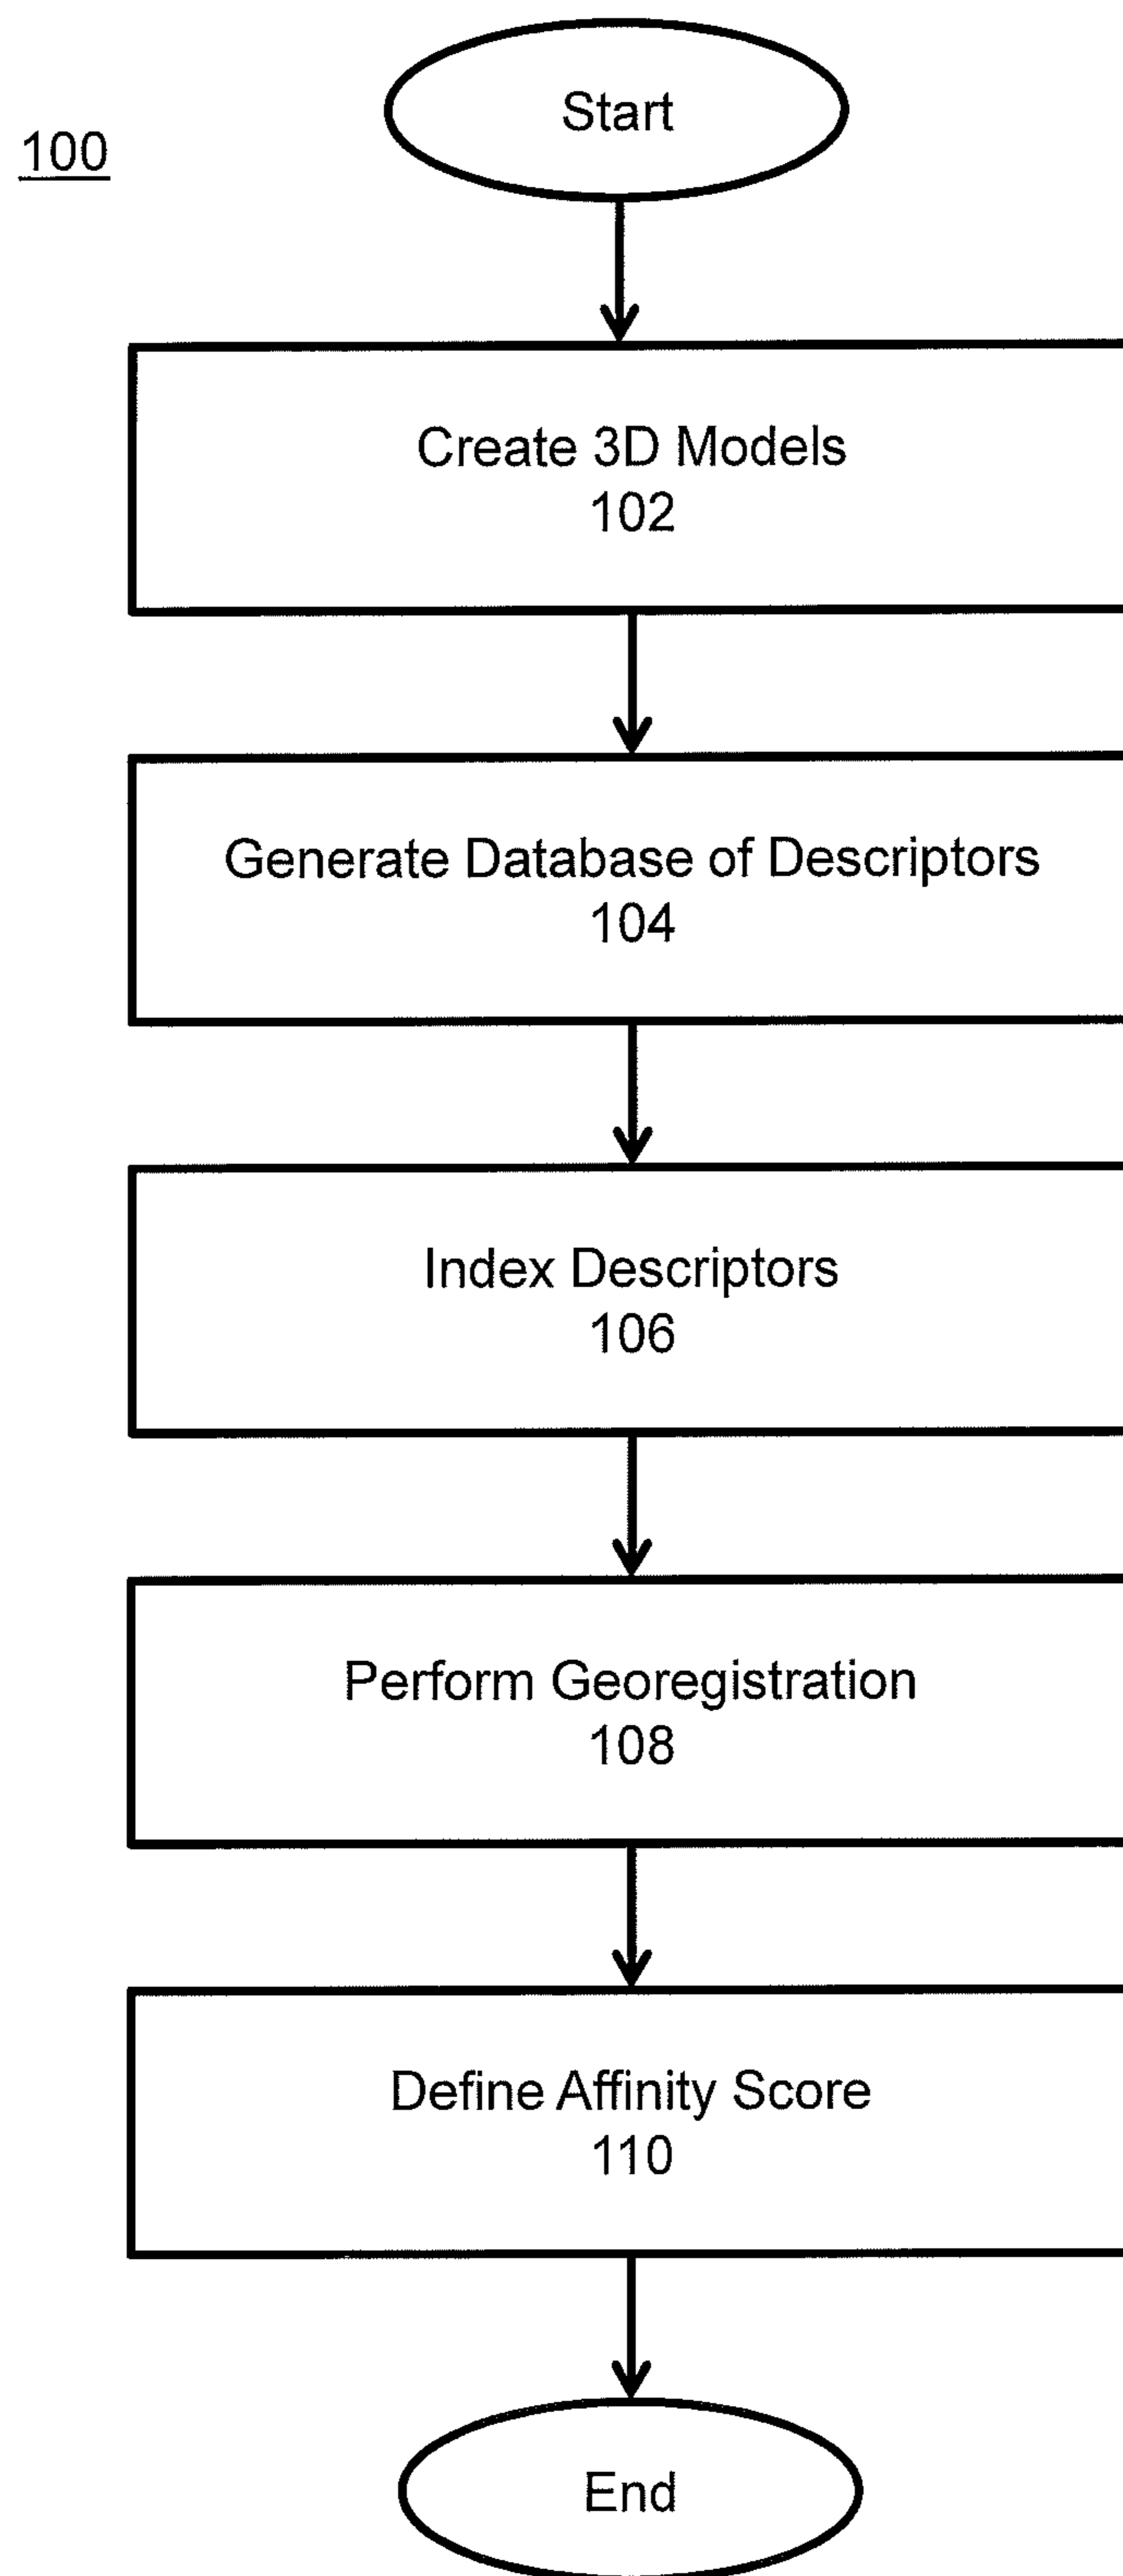 Start
100
Create 3D Models
102
Generate Database of Descriptors
104
Index Descriptors
106
Perform Georegistration
108
Define Affinity Score
110
End